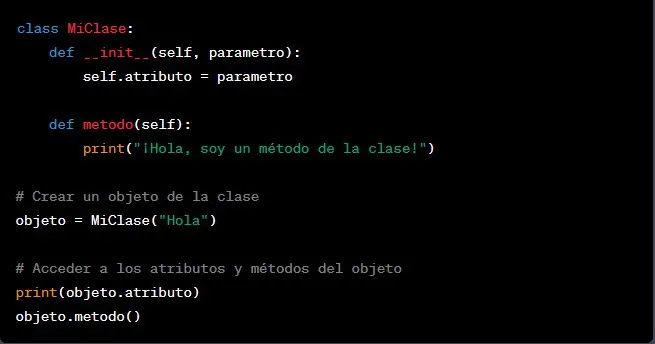 class MiClase:
    def __init__(self, parametro):
        self.atributo = parametro

    def metodo(self):
        print("¡Hola, soy un método de la clase!")

# Crear un objeto de la clase
objeto = MiClase("Hola")

# Acceder a los atributos y métodos del objeto
print(objeto.atributo)
objeto.metodo()